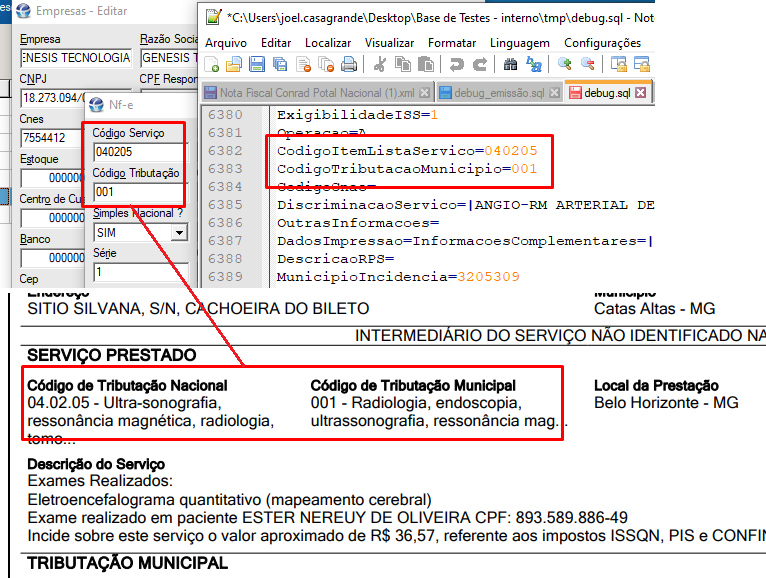 Empresas - Editar
Empresa
ENESIS TECNOLOGIA
Razão Socia
GENESIS TECN
CNPJ
18.273.094/0
CPF Respon
Cnes
7554412
Estoque
000000
Centro de Cu
000000
Banco
000000
Cep
Nf-e
Código Serviço
040205
Código Tributação
001
Simples Nacional ?
SIM
Série
1
*C:\Users\joel.casagrande\Desktop\Base de Testes - interno\tmp\debug.sql - Not
Arquivo Editar Localizar Visualizar Formatar Linguagem Configurações
Nota Fiscal Conrad Potal Nacional (1).xml debug_emissão.sql debug.sql
6380 ExigibilidadeISS=1
6381 Operacao=A
6382 CodigoItemListaServico=040205
6383 CodigoTributacaoMunicipio=001
6384 CodigoCnae=
6385 DiscriminacaoServico=|ANGIO-RM ARTERIAL DE
6386 OutrasInformacoes=
6387 DadosImpressao=InformacoesComplementares=|
6388 DescricaoRPS=
6389 MunicipioIncidencia=3205309
Endereço Município
SITIO SILVANA, S/N, CACHOEIRA DO BILETO Catas Altas - MG
INTERMEDIÁRIO DO SERVIÇO NÃO IDENTIFICADO NA
SERVIÇO PRESTADO
Código de Tributação Nacional Código de Tributação Municipal Local da Prestação
04.02.05 - Ultra-sonografia, 001 - Radiologia, endoscopia, Belo Horizonte - MG
ressonância magnética, radiologia, ultrassonografia, ressonância mag...
tomo...
Descrição do Serviço
Exames Realizados:
Eletroencefalograma quantitativo (mapeamento cerebral)
Exame realizado em paciente ESTER NEREUY DE OLIVEIRA CPF: 893.589.886-49
Incide sobre este serviço o valor aproximado de R$ 36,57, referente aos impostos ISSQN, PIS e CONFIN
TRIBUTAÇÃO MUNICIPAL